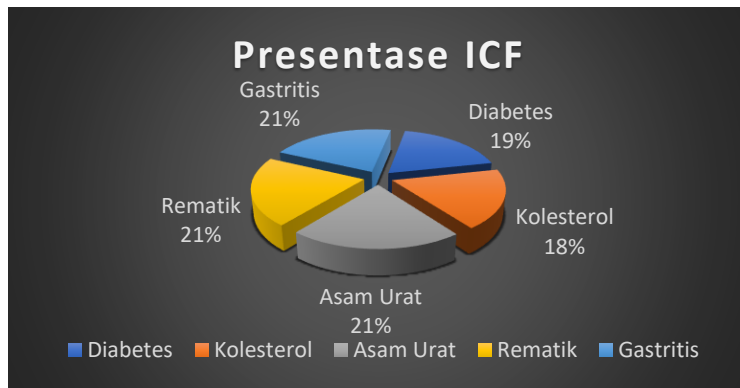 Presentase ICF
Gastritis
21%
Diabetes
19%
Rematik
21%
Kolesterol
18%
Asam Urat
21%
Diabetes Kolesterol Asam Urat Rematik Gastritis